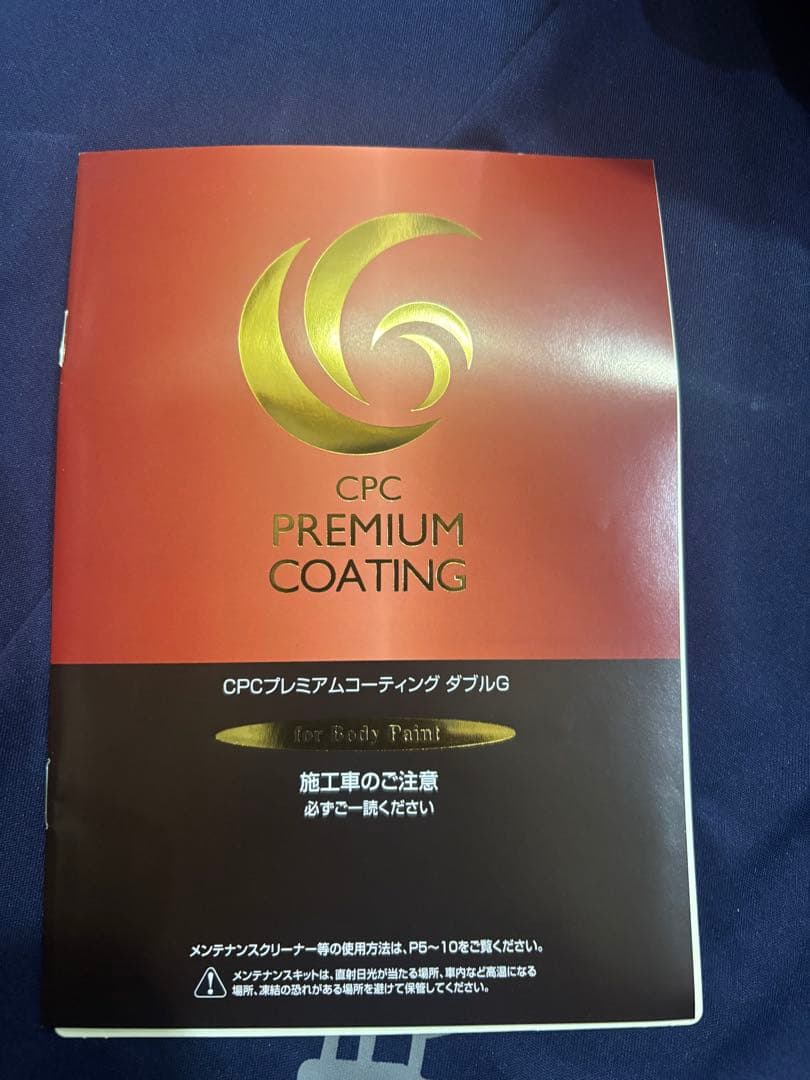 CPC
PREMIUM
COATING
CPCプレミアムコーティング ダブルG
for Body Paint
施工車のご注意
必ずご一読ください
メンテナンスクリーナー等の使用方法は、P5〜10をご覧ください。
メンテナンスキットは、直射日光が当たる場所、車内など高温になる
場所、凍結の恐れがある場所を避けて保管してください。